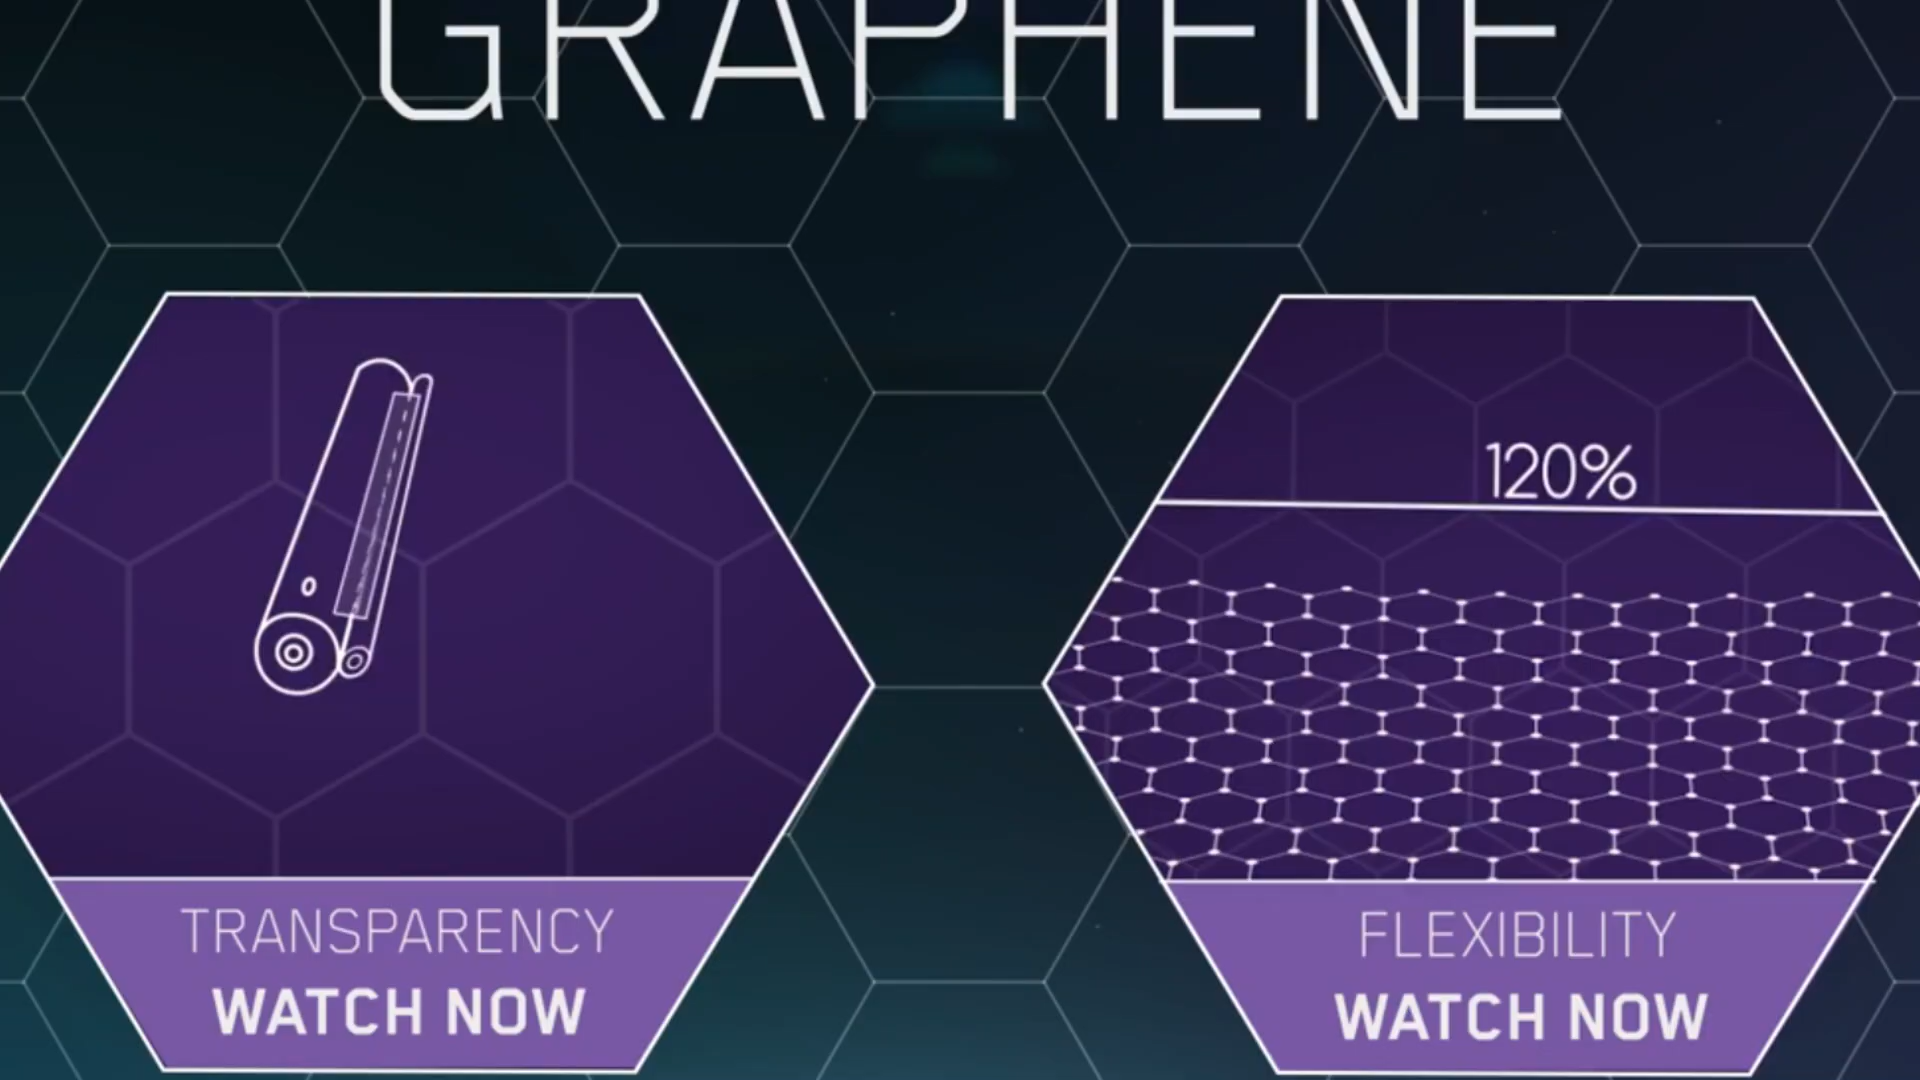 GRAPHENE
120%
TRANSPARENCY
WATCH NOW
FLEXIBILITY
WATCH NOW